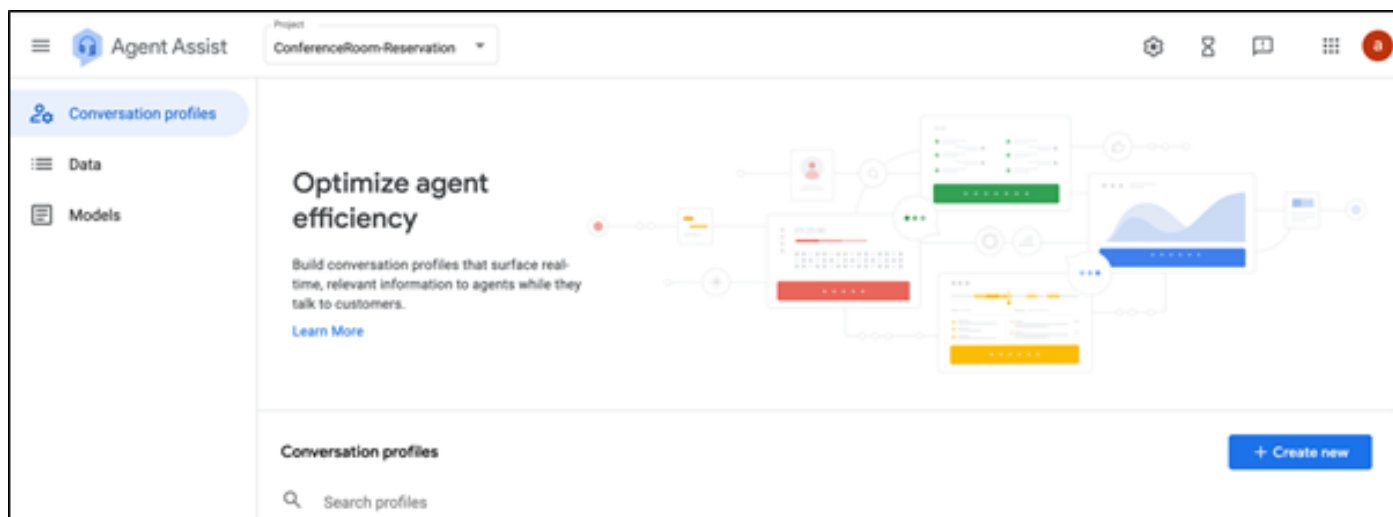 Agent Assist
Project
ConferenceRoom-Reservation
a
Conversation profiles
Data
Models
Optimize agent
efficiency
Build conversation profiles that surface real-
time, relevant information to agents while they
talk to customers.
Learn More
Conversation profiles
+ Create new
Search profiles